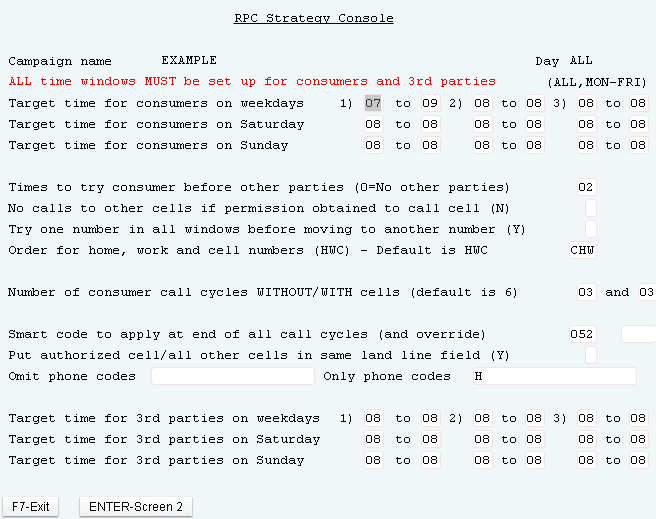 RPC Strategy Console
Campaign name EXAMPLE Day ALL
ALL time windows MUST be set up for consumers and 3rd parties (ALL,MON-FRI)
Target time for consumers on weekdays 1) 07 to 09 2) 08 to 08 3) 08 to 08
Target time for consumers on Saturday 08 to 08 08 to 08 08 to 08
Target time for consumers on Sunday 08 to 08 08 to 08 08 to 08
Times to try consumer before other parties (0=No other parties) 02
No calls to other cells if permission obtained to call cell (N)
Try one number in all windows before moving to another number (Y)
Order for home, work and cell numbers (HWC) - Default is HWC CHW
Number of consumer call cycles WITHOUT/WITH cells (default is 6) 03 and 03
Smart code to apply at end of all call cycles (and override) 052
Put authorized cell/all other cells in same land line field (Y)
Omit phone codes Only phone codes H
Target time for 3rd parties on weekdays 1) 08 to 08 2) 08 to 08 3) 08 to 08
Target time for 3rd parties on Saturday 08 to 08 08 to 08 08 to 08
Target time for 3rd parties on Sunday 08 to 08 08 to 08 08 to 08
F7-Exit ENTER-Screen 2